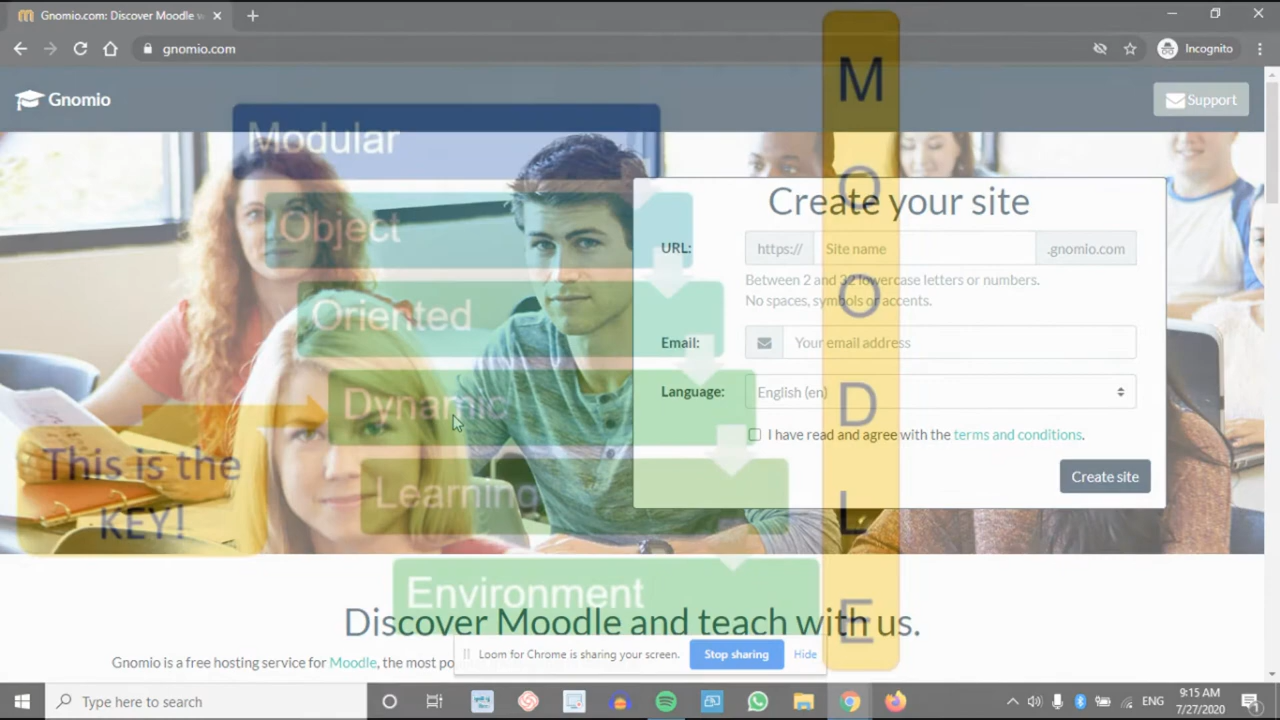 Gnomio.com: Discover Moodle w
gnomio.com
Incognito
Gnomio
Support
Modular
Object
Oriented
Dynamic
Learning
Environment
This is the
KEY!
M
O
O
D
L
E
Create your site
URL:
https://
Site name
.gnomio.com
Between 2 and 32 lowercase letters or numbers.
No spaces, symbols or accents.
Email:
Your email address
Language:
English (en)
I have read and agree with the terms and conditions.
Create site
Discover Moodle and teach with us.
Gnomio is a free hosting service for Moodle, the most po
Loom for Chrome is sharing your screen.
Stop sharing
Hide
Type here to search
ENG
9:15 AM
7/27/2020
1